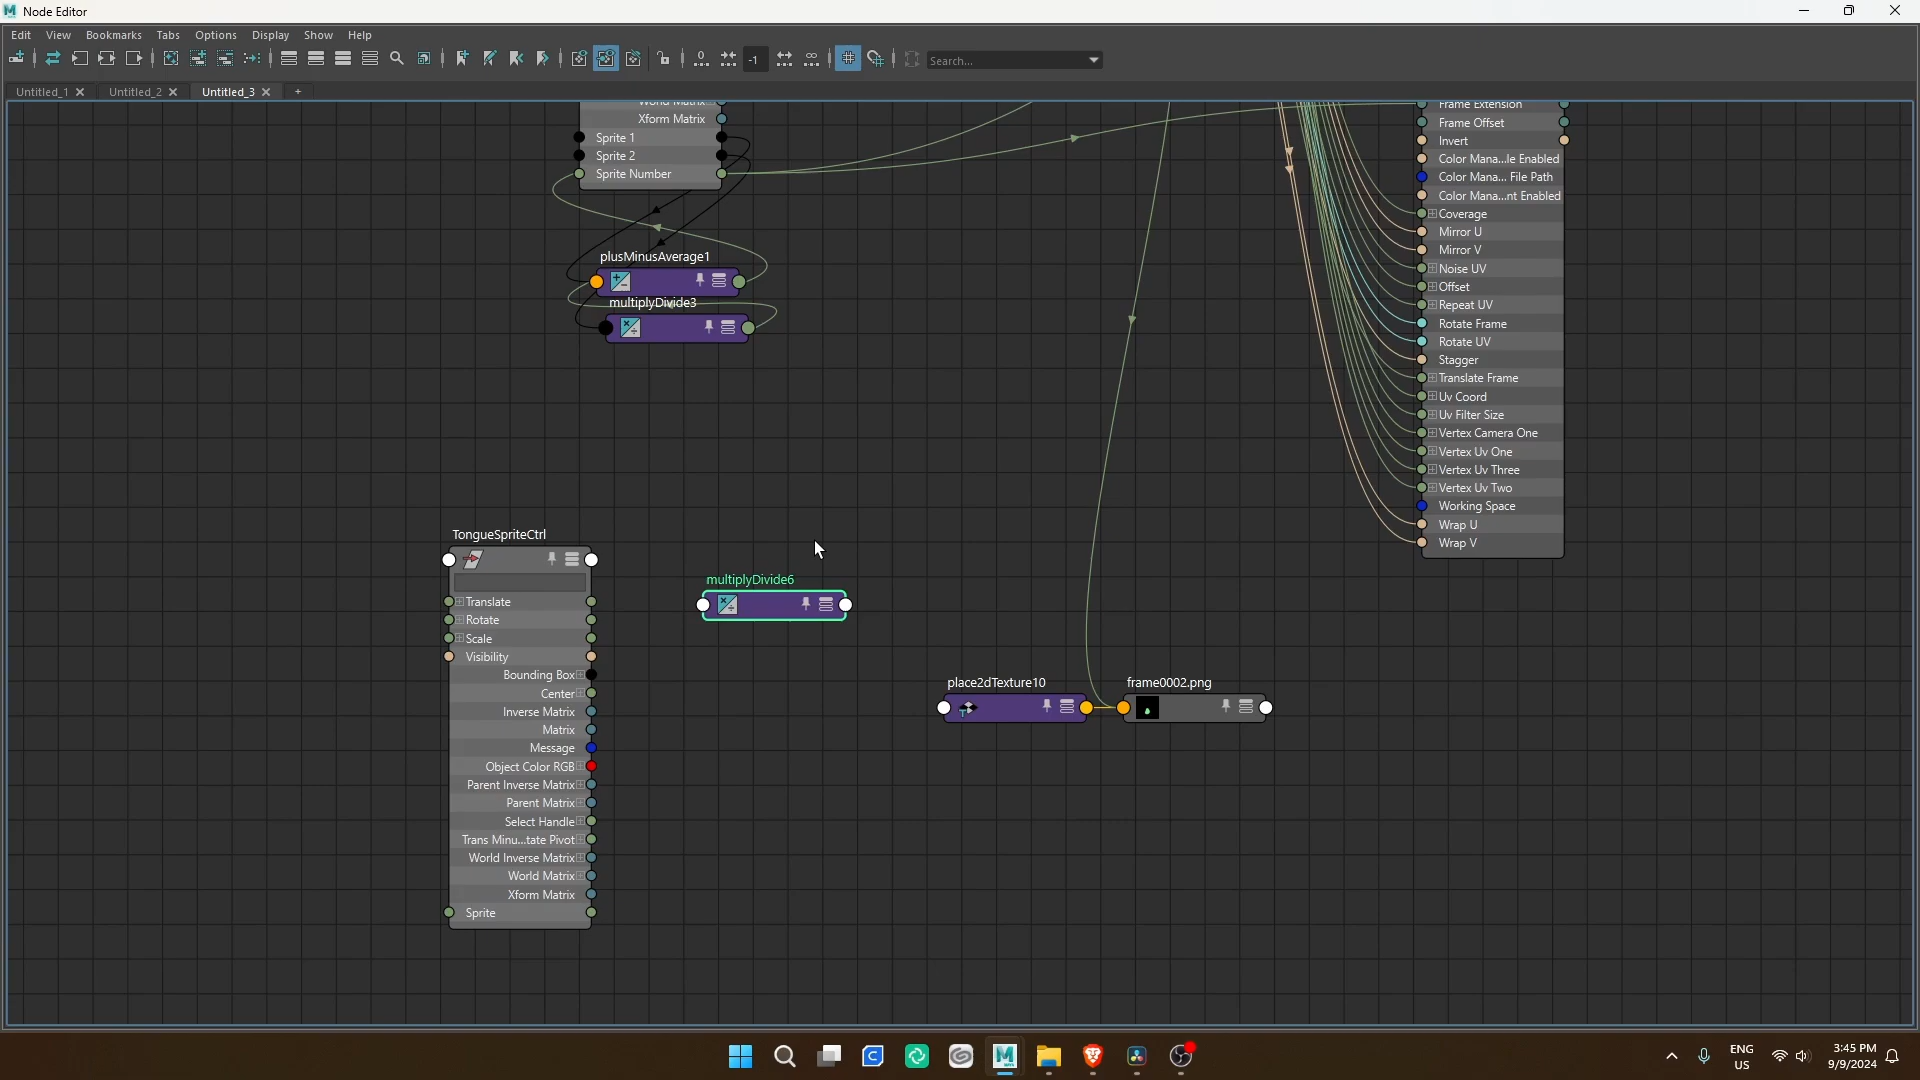 Node Editor
Edit View Bookmarks Tabs Options Display Show Help
-1 Search...
Untitled_1 Untitled_2 Untitled_3 +
World Matrix
Xform Matrix
Sprite 1
Sprite 2
Sprite Number
plusMinusAverage1
multiplyDivide3
Frame Extension
Frame Offset
Invert
Color Mana...le Enabled
Color Mana... File Path
Color Mana...nt Enabled
Coverage
Mirror U
Mirror V
Noise UV
Offset
Repeat UV
Rotate Frame
Rotate UV
Stagger
Translate Frame
Uv Coord
Uv Filter Size
Vertex Camera One
Vertex Uv One
Vertex Uv Three
Vertex Uv Two
Working Space
Wrap U
Wrap V
TongueSpriteCtrl
Translate
Rotate
Scale
Visibility
Bounding Box
Center
Inverse Matrix
Matrix
Message
Object Color RGB
Parent Inverse Matrix
Parent Matrix
Select Handle
Trans Minu...tate Pivot
World Inverse Matrix
World Matrix
Xform Matrix
Sprite
multiplyDivide6
place2dTexture10
frame0002.png
ENG
US
3:45 PM
9/9/2024